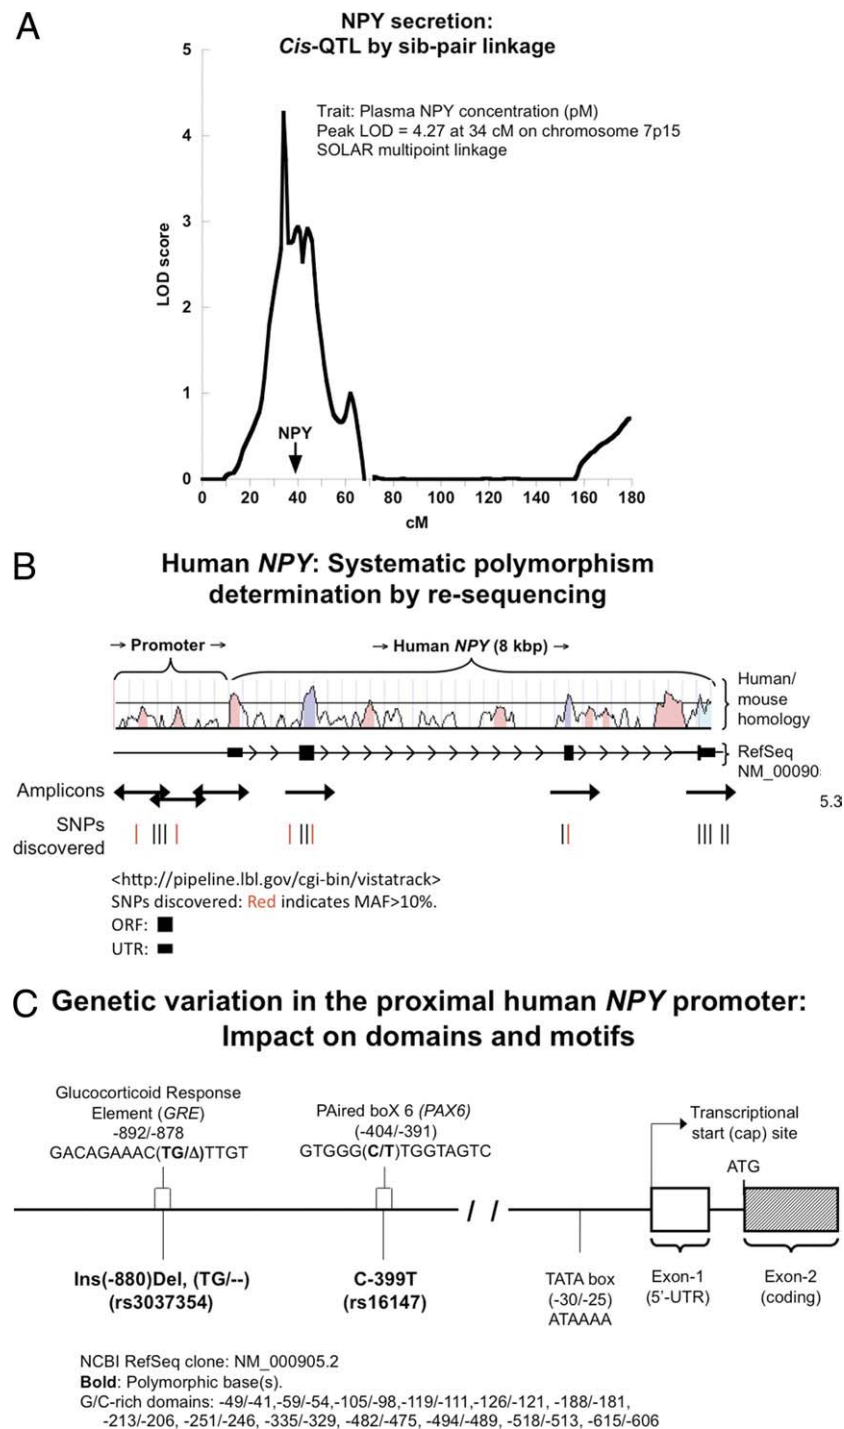 A
NPY secretion:
Cis-QTL by sib-pair linkage
Trait: Plasma NPY concentration (pM)
Peak LOD = 4.27 at 34 cM on chromosome 7p15
SOLAR multipoint linkage
LOD score
5
4
3
2
1
0
NPY
0 20 40 60 80 100 120 140 160 180
cM
B
Human NPY: Systematic polymorphism
determination by re-sequencing
→ Promoter →
→ Human NPY (8 kbp) →
Human/
mouse
homology
RefSeq
NM_000905
5.3
Amplicons
SNPs
discovered
<http://pipeline.lbl.gov/cgi-bin/vistatrack>
SNPs discovered: Red indicates MAF>10%.
ORF:
UTR:
C
Genetic variation in the proximal human NPY promoter:
Impact on domains and motifs
Glucocorticoid Response
Element (GRE)
-892/-878
GACAGAAAC(TG/Δ)TTGT
PAired boX 6 (PAX6)
(-404/-391)
GTGGG(C/T)TGGTAGTC
Transcriptional
start (cap) site
ATG
/ /
Ins(-880)Del, (TG/--)
(rs3037354)
C-399T
(rs16147)
TATA box
(-30/-25)
ATAAAA
Exon-1
(5'-UTR)
Exon-2
(coding)
NCBI RefSeq clone: NM_000905.2
Bold: Polymorphic base(s).
G/C-rich domains: -49/-41,-59/-54,-105/-98,-119/-111,-126/-121, -188/-181,
-213/-206, -251/-246, -335/-329, -482/-475, -494/-489, -518/-513, -615/-606